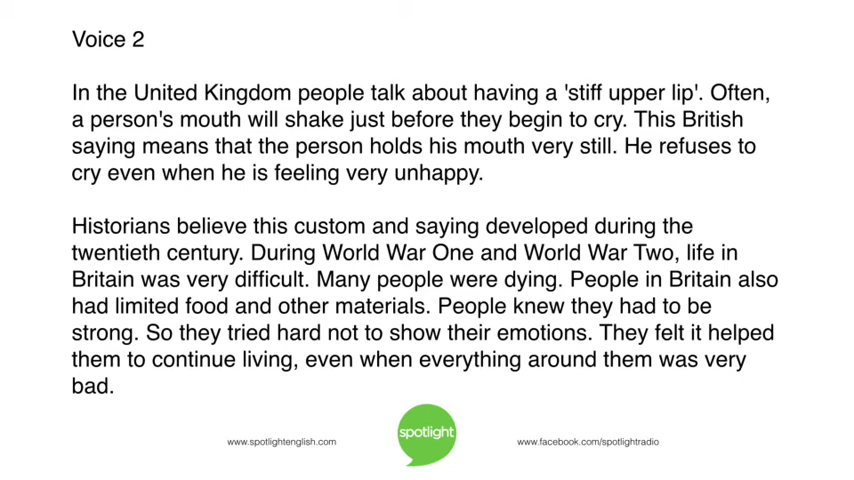 Voice 2
In the United Kingdom people talk about having a 'stiff upper lip'. Often,
a person's mouth will shake just before they begin to cry. This British
saying means that the person holds his mouth very still. He refuses to
cry even when he is feeling very unhappy.
Historians believe this custom and saying developed during the
twentieth century. During World War One and World War Two, life in
Britain was very difficult. Many people were dying. People in Britain also
had limited food and other materials. People knew they had to be
strong. So they tried hard not to show their emotions. They felt it helped
them to continue living, even when everything around them was very
bad.
www.spotlightenglish.com
spotlight
www.facebook.com/spotlightradio